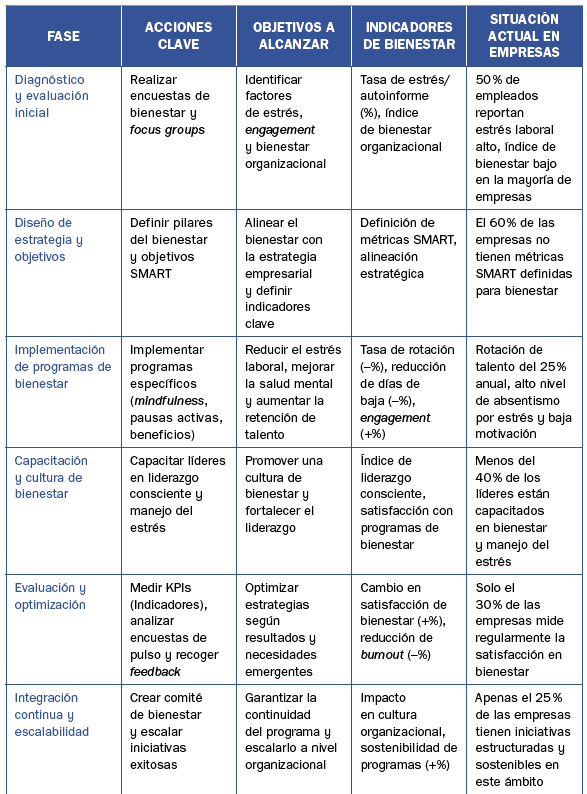 FASE
ACCIONES
CLAVE
OBJETIVOS A
ALCANZAR
INDICADORES
DE BIENESTAR
SITUACIÓN
ACTUAL EN
EMPRESAS
Diagnóstico
y evaluación
inicial
Realizar
encuestas de
bienestar y
focus groups
Identificar
factores
de estrés,
engagement
y bienestar
organizacional
Tasa de estrés/
autoinforme
(%), índice
de bienestar
organizacional
50 % de
empleados
reportan
estrés laboral
alto, índice de
bienestar bajo
en la mayoría de
empresas
Diseño de
estrategia y
objetivos
Definir pilares
del bienestar
y objetivos
SMART
Alinear el
bienestar con
la estrategia
empresarial
y definir
indicadores
clave
Definición de
métricas SMART,
alineación
estratégica
El 60 % de las
empresas no
tienen métricas
SMART definidas
para bienestar
Implementación
de programas de
bienestar
Implementar
programas
específicos
(mindfulness,
pausas activas,
beneficios)
Reducir el estrés
laboral, mejorar
la salud mental
y aumentar la
retención de
talento
Tasa de rotación
(–%), reducción
de días de
baja (–%),
engagement
(+%)
Rotación de
talento del 25 %
anual, alto nivel
de absentismo
por estrés y baja
motivación
Capacitación
y cultura de
bienestar
Capacitar líderes
en liderazgo
consciente y
manejo del
estrés
Promover una
cultura de
bienestar y
fortalecer el
liderazgo
Índice de
liderazgo
consciente,
satisfacción con
programas de
bienestar
Menos del
40 % de los
líderes están
capacitados
en bienestar
y manejo del
estrés
Evaluación y
optimización
Medir KPIs
(Indicadores),
analizar
encuestas de
pulso y recoger
feedback
Optimizar
estrategias
según
resultados y
necesidades
emergentes
Cambio en
satisfacción de
bienestar (+%),
reducción de
burnout (–%)
Solo el
30 % de las
empresas mide
regularmente la
satisfacción en
bienestar
Integración
continua y
escalabilidad
Crear comité
de bienestar
y escalar
iniciativas
exitosas
Garantizar la
continuidad
del programa y
escalarlo a nivel
organizacional
Impacto
en cultura
organizacional,
sostenibilidad de
programas (+%)
Apenas el 25 %
de las empresas
tienen iniciativas
estructuradas y
sostenibles en
este ámbito